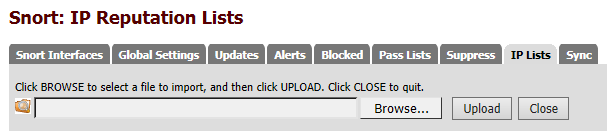 Snort: IP Reputation Lists
Snort Interfaces Global Settings Updates Alerts Blocked Pass Lists Suppress IP Lists Sync
Click BROWSE to select a file to import, and then click UPLOAD. Click CLOSE to quit.
Browse... Upload Close